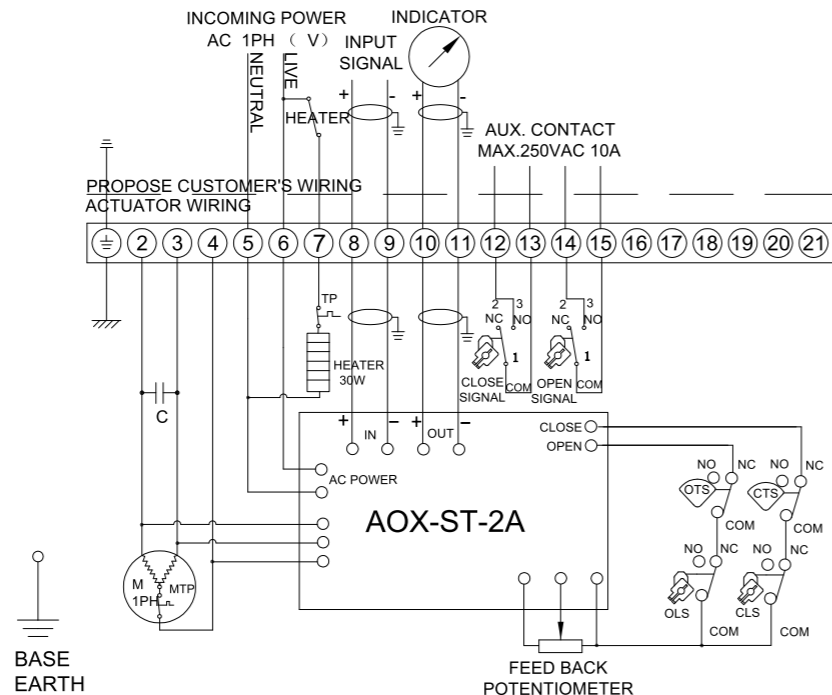 INCOMING POWER
AC 1PH ( V)
INDICATOR
INPUT
SIGNAL
NEUTRAL
LIVE
HEATER
+ -
+ -
AUX. CONTACT
MAX.250VAC 10A
PROPOSE CUSTOMER'S WIRING
ACTUATOR WIRING
2 3 4 5 6 7 8 9 10 11 12 13 14 15 16 17 18 19 20 21
TP
2 3
NC NO
2 3
NC NO
HEATER
30W
1
1
CLOSE
SIGNAL
COM
OPEN
SIGNAL
COM
C
+ IN −
+ OUT −
CLOSE
OPEN
AC POWER
AOX-ST-2A
NO NC
NO NC
OTS
CTS
COM
COM
NO NC
NO NC
M
1PH
MTP
OLS
CLS
COM
COM
BASE
EARTH
FEED BACK
POTENTIOMETER